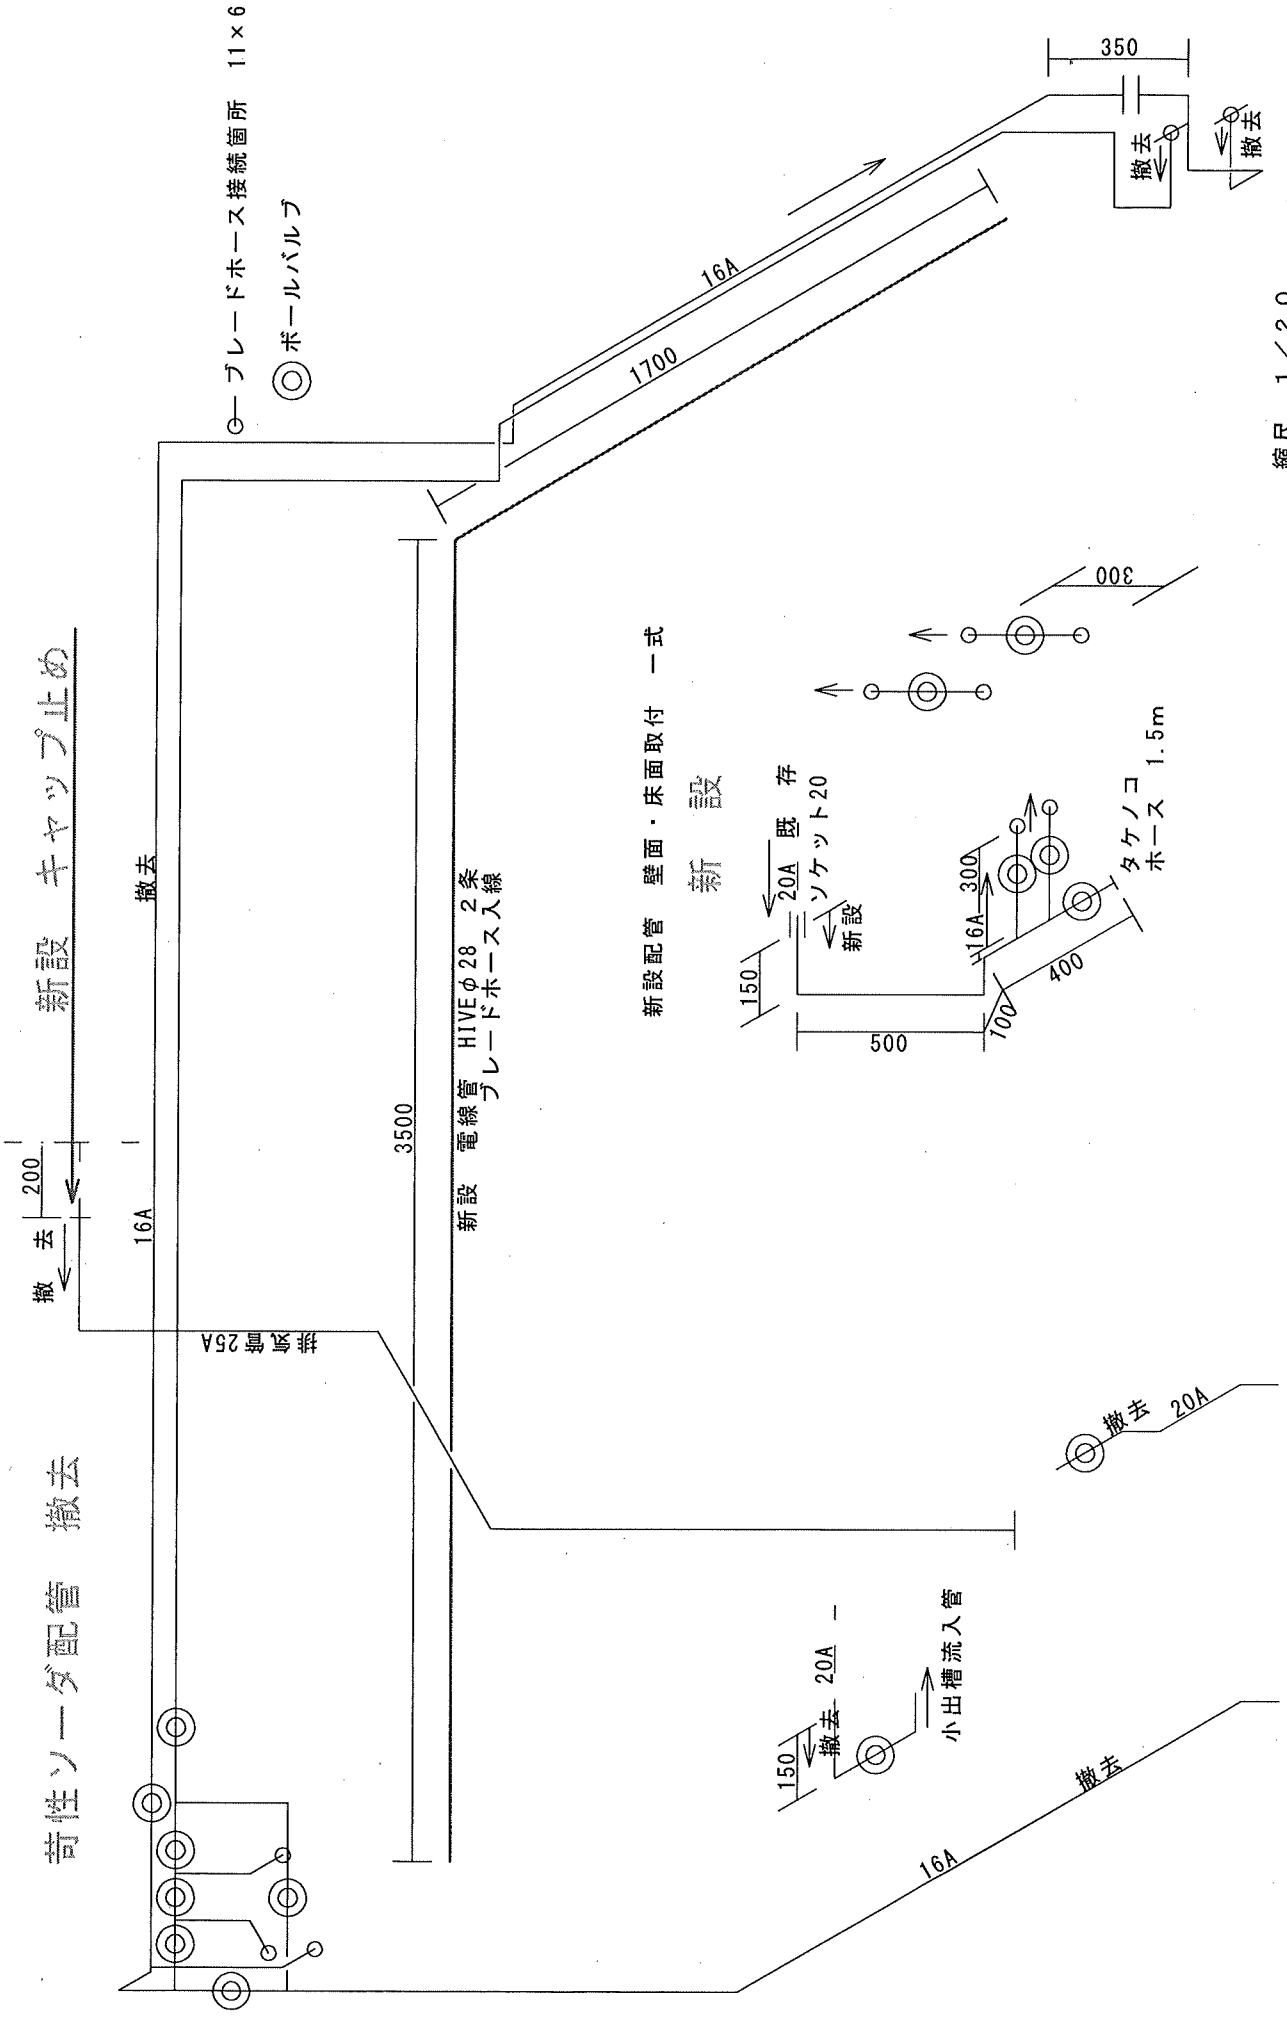 苛性ソーダ配管　撤去
新設　キャップ止め
撤　去
200
16A
撤去
排気管25A
ブレードホース接続箇所　11×6
ボールバルブ
3500
新設　電線管　HIVEφ28　2条
ブレードホース入線
16A
1700
350
撤去
撤去
新設配管　壁面・床面取付　一式
新　設
150
20A　既　存
ソケット20
新設
500
16A
300
100
400
タケノコ
ホース　1.5m
300
150
撤去　20A
小出槽流入管
16A
撤去
撤去　20A
縮尺　1／20